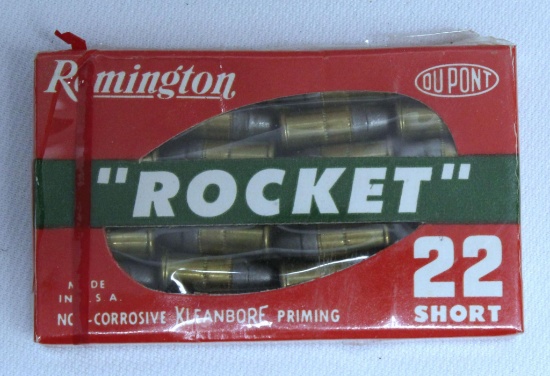 Remington
DU PONT
"ROCKET"
22
SHORT
MADE
IN U.S.A.
NON-CORROSIVE KLEANBORE PRIMING